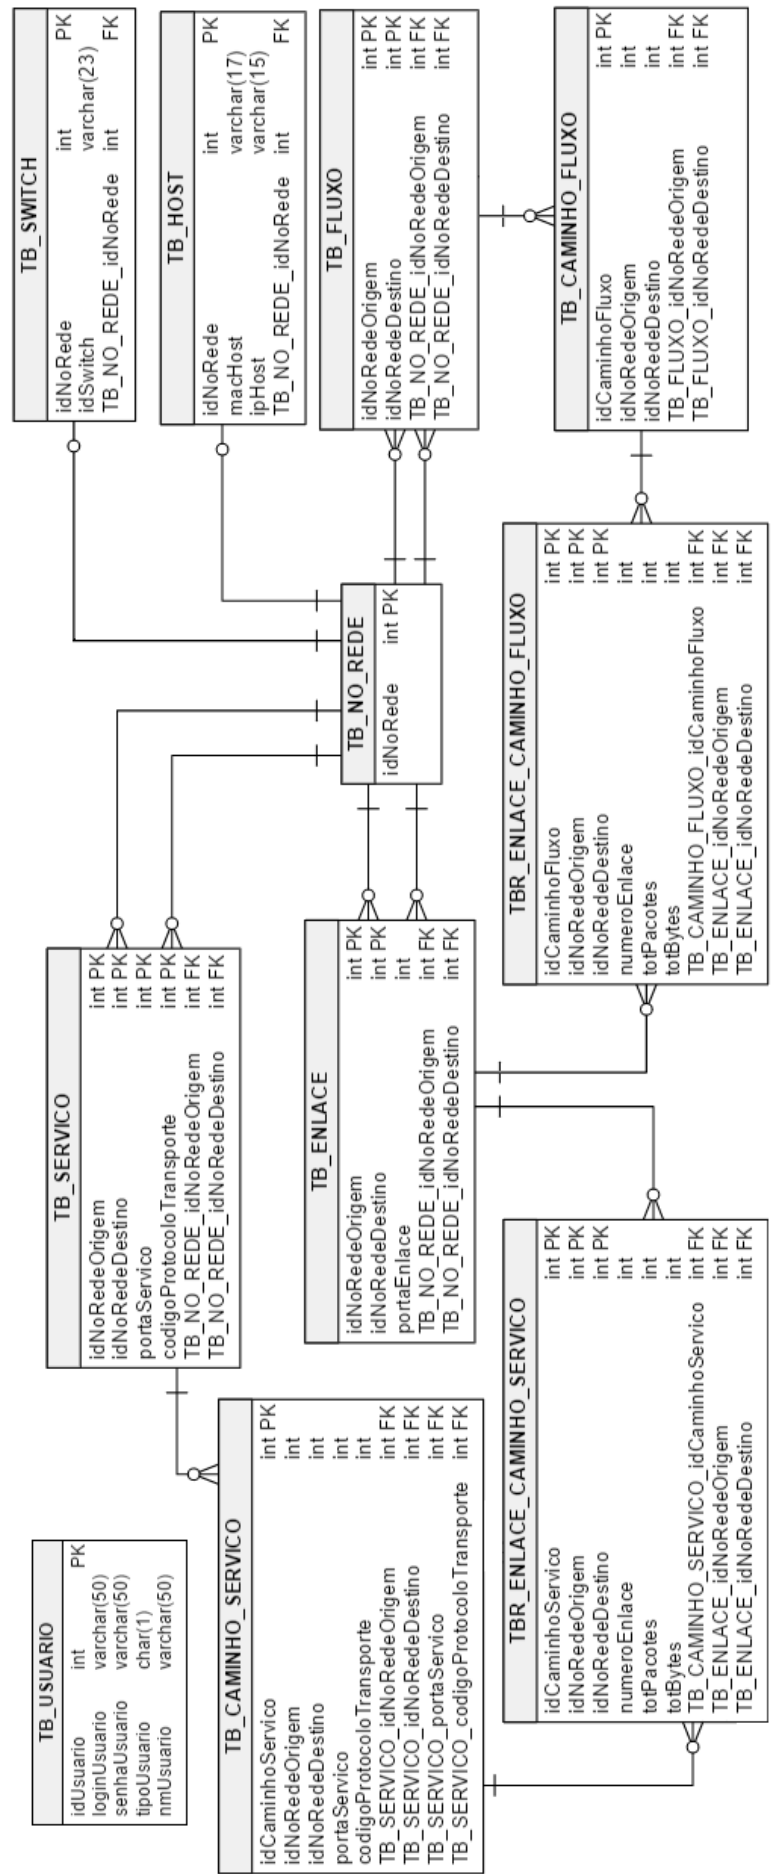 TB_USUARIO
idUsuario int PK
loginUsuario varchar(50)
senhaUsuario varchar(50)
tipoUsuario char(1)
nmUsuario varchar(50)
TB_SERVICO
idNoRedeOrigem int PK
idNoRedeDestino int PK
portaServico int PK
codigoProtocoloTransporte int PK
TB_NO_REDE_idNoRedeOrigem int FK
TB_NO_REDE_idNoRedeDestino int FK
TB_SWITCH
idNoRede int PK
idSwitch varchar(23)
TB_NO_REDE_idNoRede int FK
TB_HOST
idNoRede int PK
macHost varchar(17)
ipHost varchar(15)
TB_NO_REDE_idNoRede int FK
TB_CAMINHO_SERVICO
idCaminhoServico int PK
idNoRedeOrigem int
idNoRedeDestino int
portaServico int
codigoProtocoloTransporte int
TB_SERVICO_idNoRedeOrigem int FK
TB_SERVICO_idNoRedeDestino int FK
TB_SERVICO_portaServico int FK
TB_SERVICO_codigoProtocoloTransporte int FK
TB_ENLACE
idNoRedeOrigem int PK
idNoRedeDestino int PK
portaEnlace int
TB_NO_REDE_idNoRedeOrigem int FK
TB_NO_REDE_idNoRedeDestino int FK
TB_NO_REDE
idNoRede int PK
TB_FLUXO
idNoRedeOrigem int PK
idNoRedeDestino int PK
TB_NO_REDE_idNoRedeOrigem int FK
TB_NO_REDE_idNoRedeDestino int FK
TBR_ENLACE_CAMINHO_SERVICO
idCaminhoServico int PK
idNoRedeOrigem int PK
idNoRedeDestino int PK
numeroEnlace int
totPacotes int
totBytes int
TB_CAMINHO_SERVICO_idCaminhoServico int FK
TB_ENLACE_idNoRedeOrigem int FK
TB_ENLACE_idNoRedeDestino int FK
TBR_ENLACE_CAMINHO_FLUXO
idCaminhoFluxo int PK
idNoRedeOrigem int PK
idNoRedeDestino int PK
numeroEnlace int
totPacotes int
totBytes int
TB_CAMINHO_FLUXO_idCaminhoFluxo int FK
TB_ENLACE_idNoRedeOrigem int FK
TB_ENLACE_idNoRedeDestino int FK
TB_CAMINHO_FLUXO
idCaminhoFluxo int PK
idNoRedeOrigem int
idNoRedeDestino int
TB_FLUXO_idNoRedeOrigem int FK
TB_FLUXO_idNoRedeDestino int FK